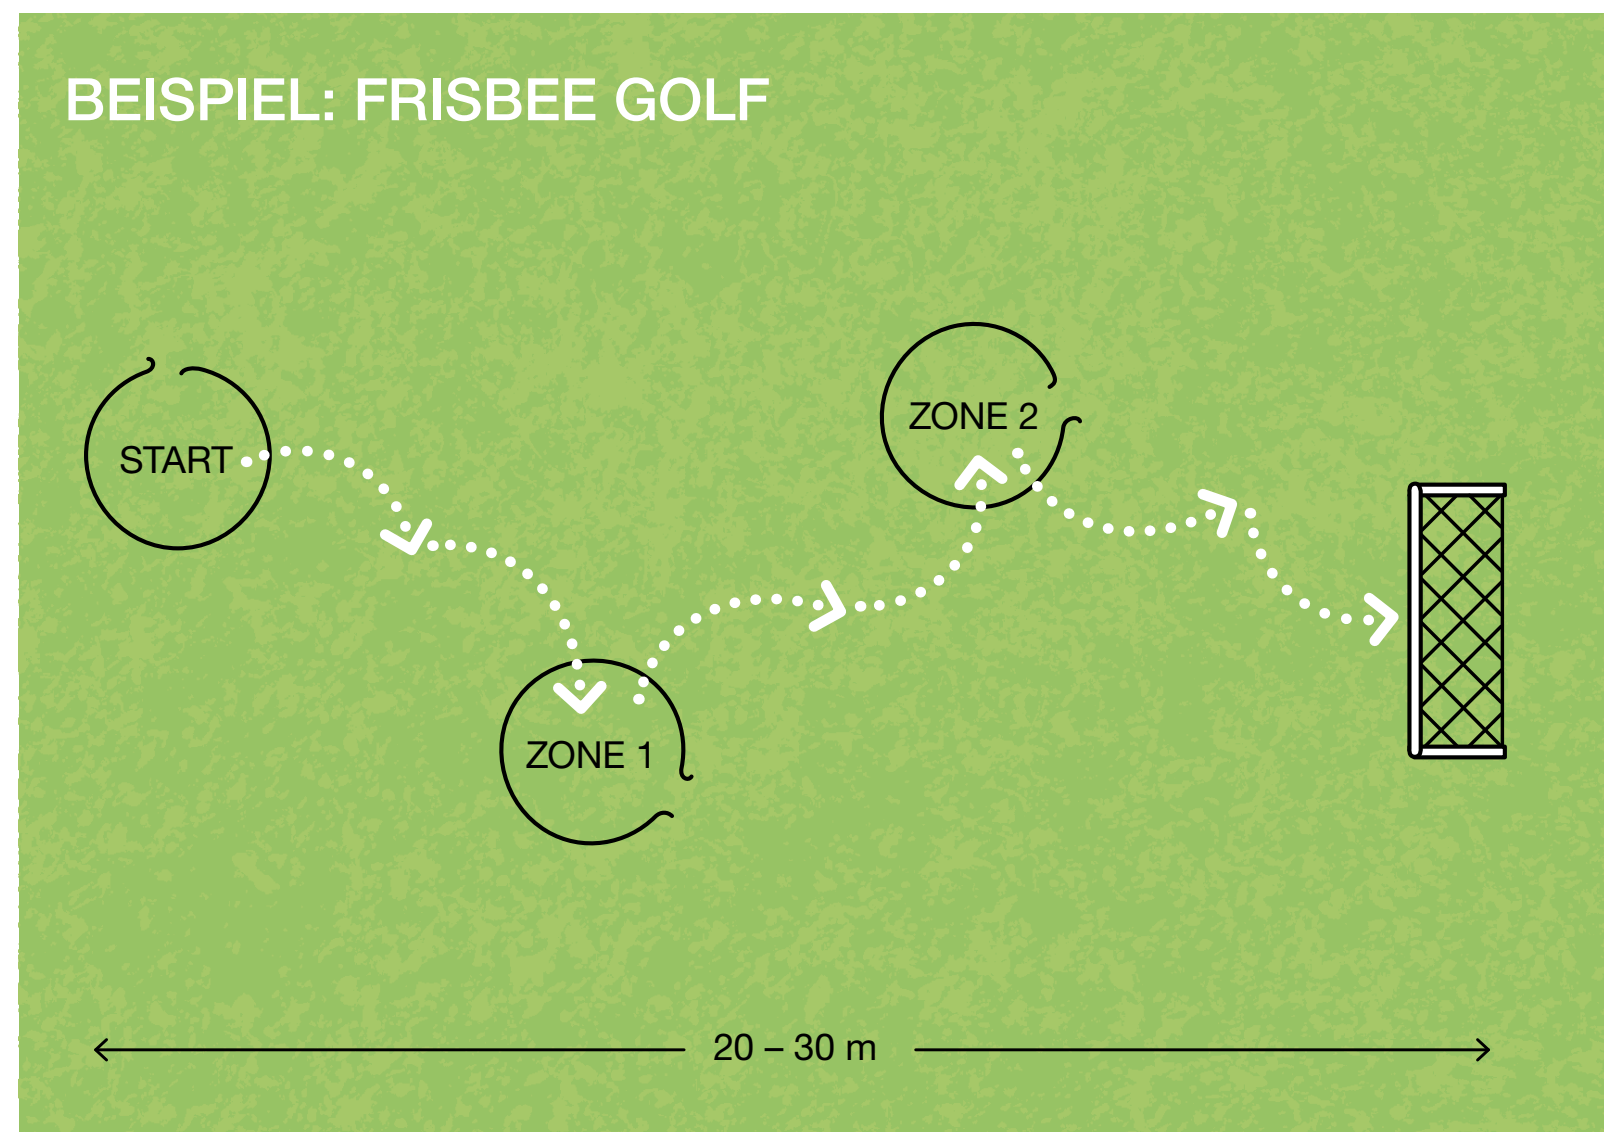 BEISPIEL: FRISBEE GOLF
ZONE 2
START
ZONE 1
20 – 30 m